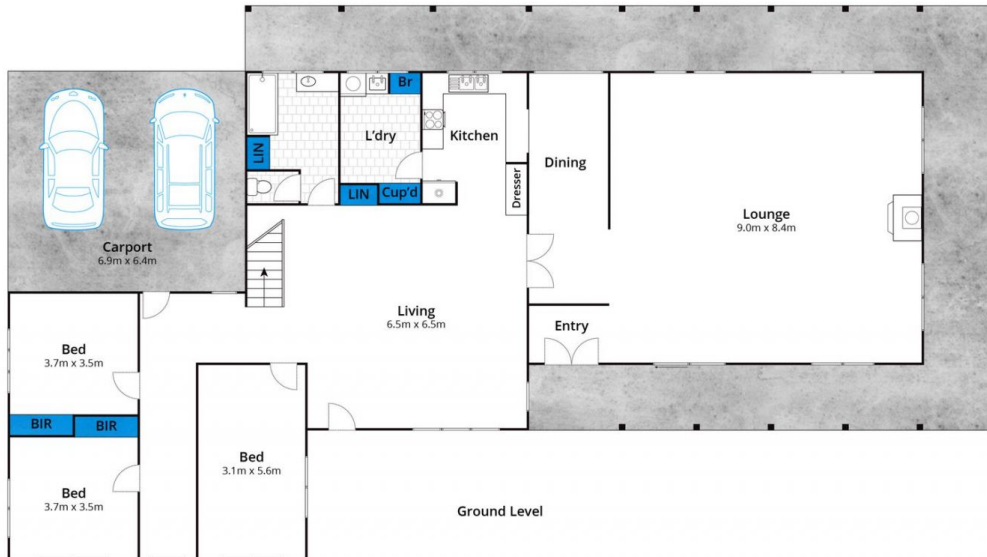 Br
L'dry
Kitchen
LIN
Dining
LIN
Cup'd
Dresser
Lounge
9.0m x 8.4m
Carport
6.9m x 6.4m
Living
6.5m x 6.5m
Entry
Bed
3.7m x 3.5m
BIR
BIR
Bed
3.1m x 5.6m
Bed
3.7m x 3.5m
Ground Level